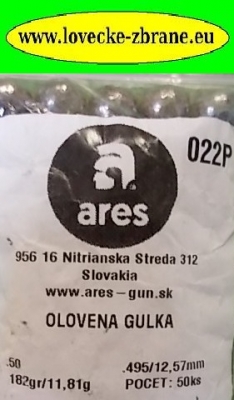 www.lovecke-zbrane.eu
022P
ares
956 16 Nitrianska Streda 312
Slovakia
www.ares-gun.sk
OLOVENA GULKA
.50 .495/12,57mm
182gr/11,81g POCET: 50ks